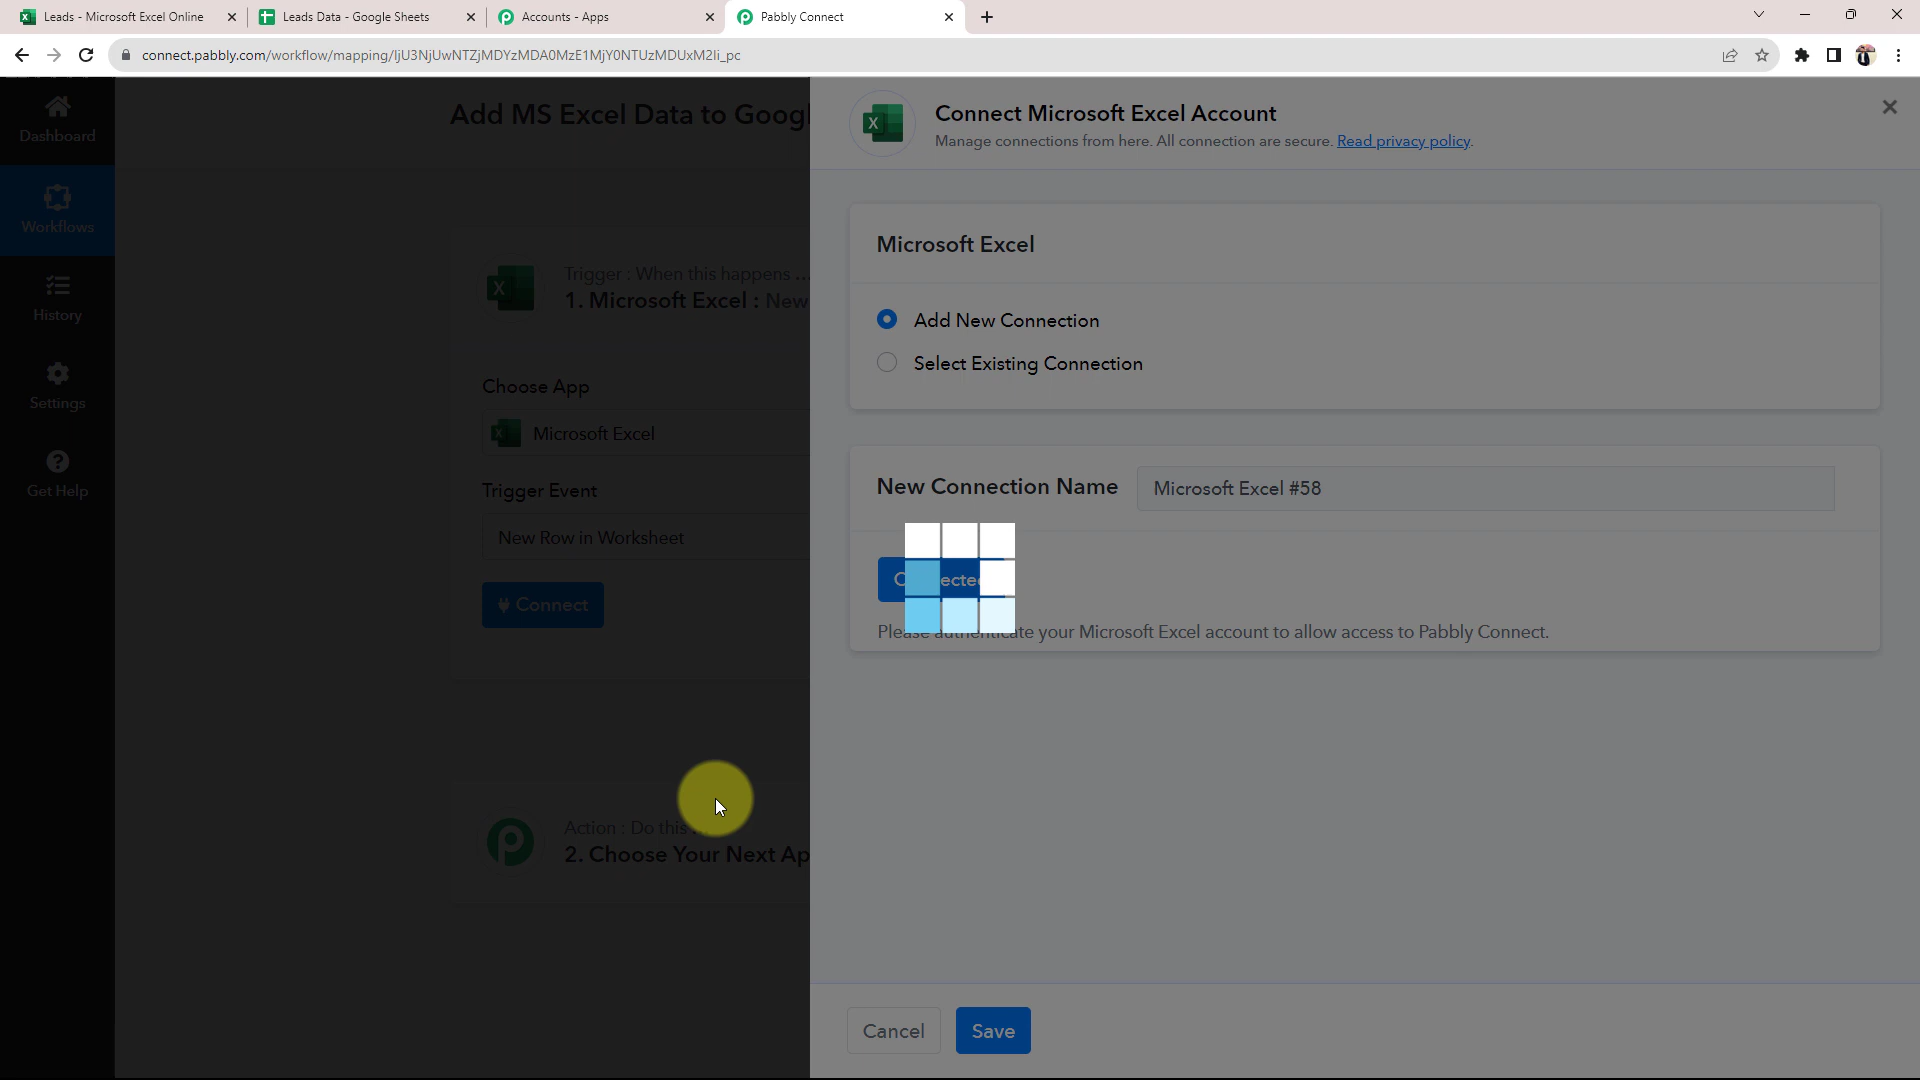 Leads - Microsoft Excel Online
Leads Data - Google Sheets
Accounts - Apps
Pabbly Connect
connect.pabbly.com/workflow/mapping/IjU3NjUwNTZjMDYzMDA0MzE1MjY0NTUzMDUxM2Ii_pc
Dashboard
Workflows
History
Settings
Get Help
Add MS Excel Data to Googl
Trigger : When this happens ...
1. Microsoft Excel : New
Choose App
Microsoft Excel
Trigger Event
New Row in Worksheet
Connect
Action : Do this
2. Choose Your Next Ap
Connect Microsoft Excel Account
Manage connections from here. All connection are secure. Read privacy policy.
Microsoft Excel
Add New Connection
Select Existing Connection
New Connection Name
Microsoft Excel #58
Please authenticate your Microsoft Excel account to allow access to Pabbly Connect.
Cancel
Save